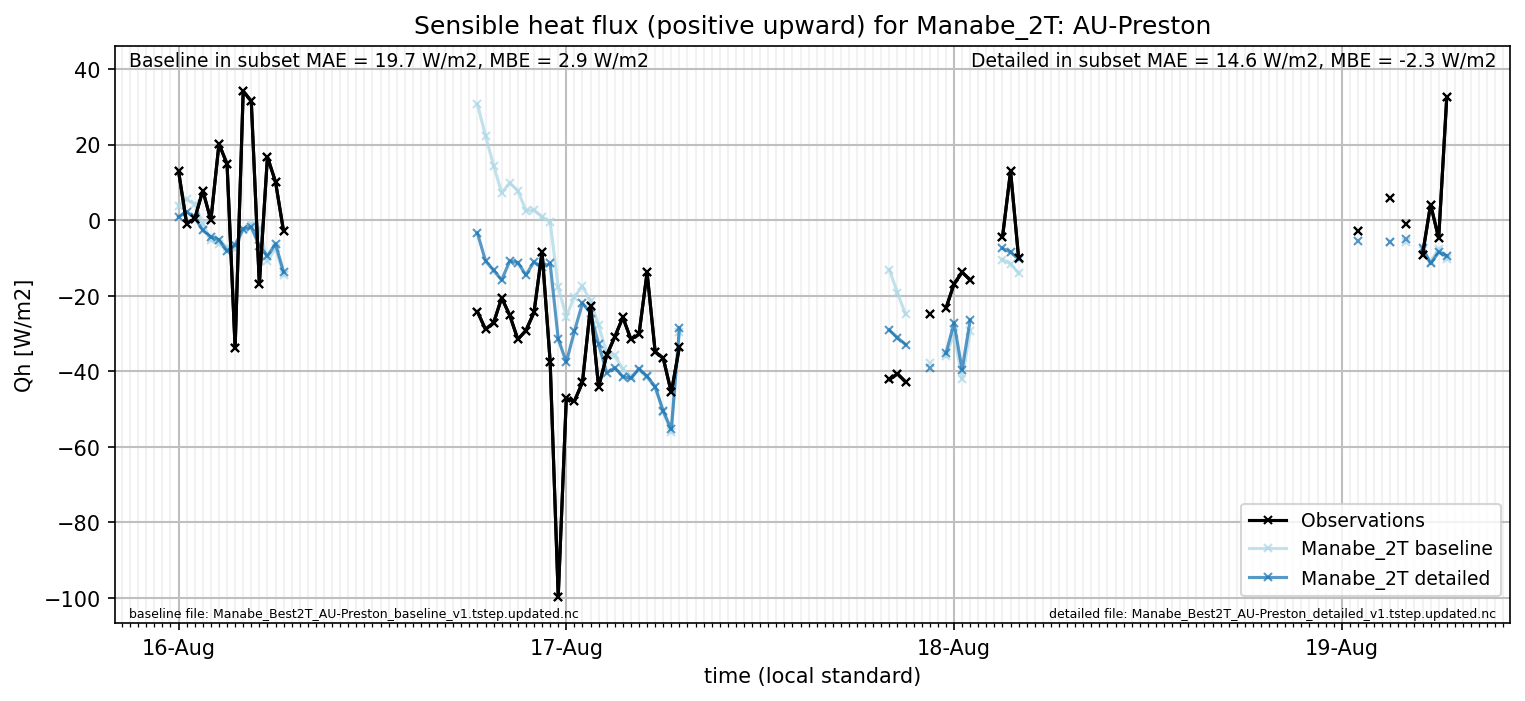 Sensible heat flux (positive upward) for Manabe_2T: AU-Preston
Baseline in subset MAE = 19.7 W/m2, MBE = 2.9 W/m2
Detailed in subset MAE = 14.6 W/m2, MBE = -2.3 W/m2
40
20
0
−20
−40
−60
−80
−100
Qh [W/m2]
Observations
Manabe_2T baseline
Manabe_2T detailed
baseline file: Manabe_Best2T_AU-Preston_baseline_v1.tstep.updated.nc
detailed file: Manabe_Best2T_AU-Preston_detailed_v1.tstep.updated.nc
16-Aug
17-Aug
18-Aug
19-Aug
time (local standard)